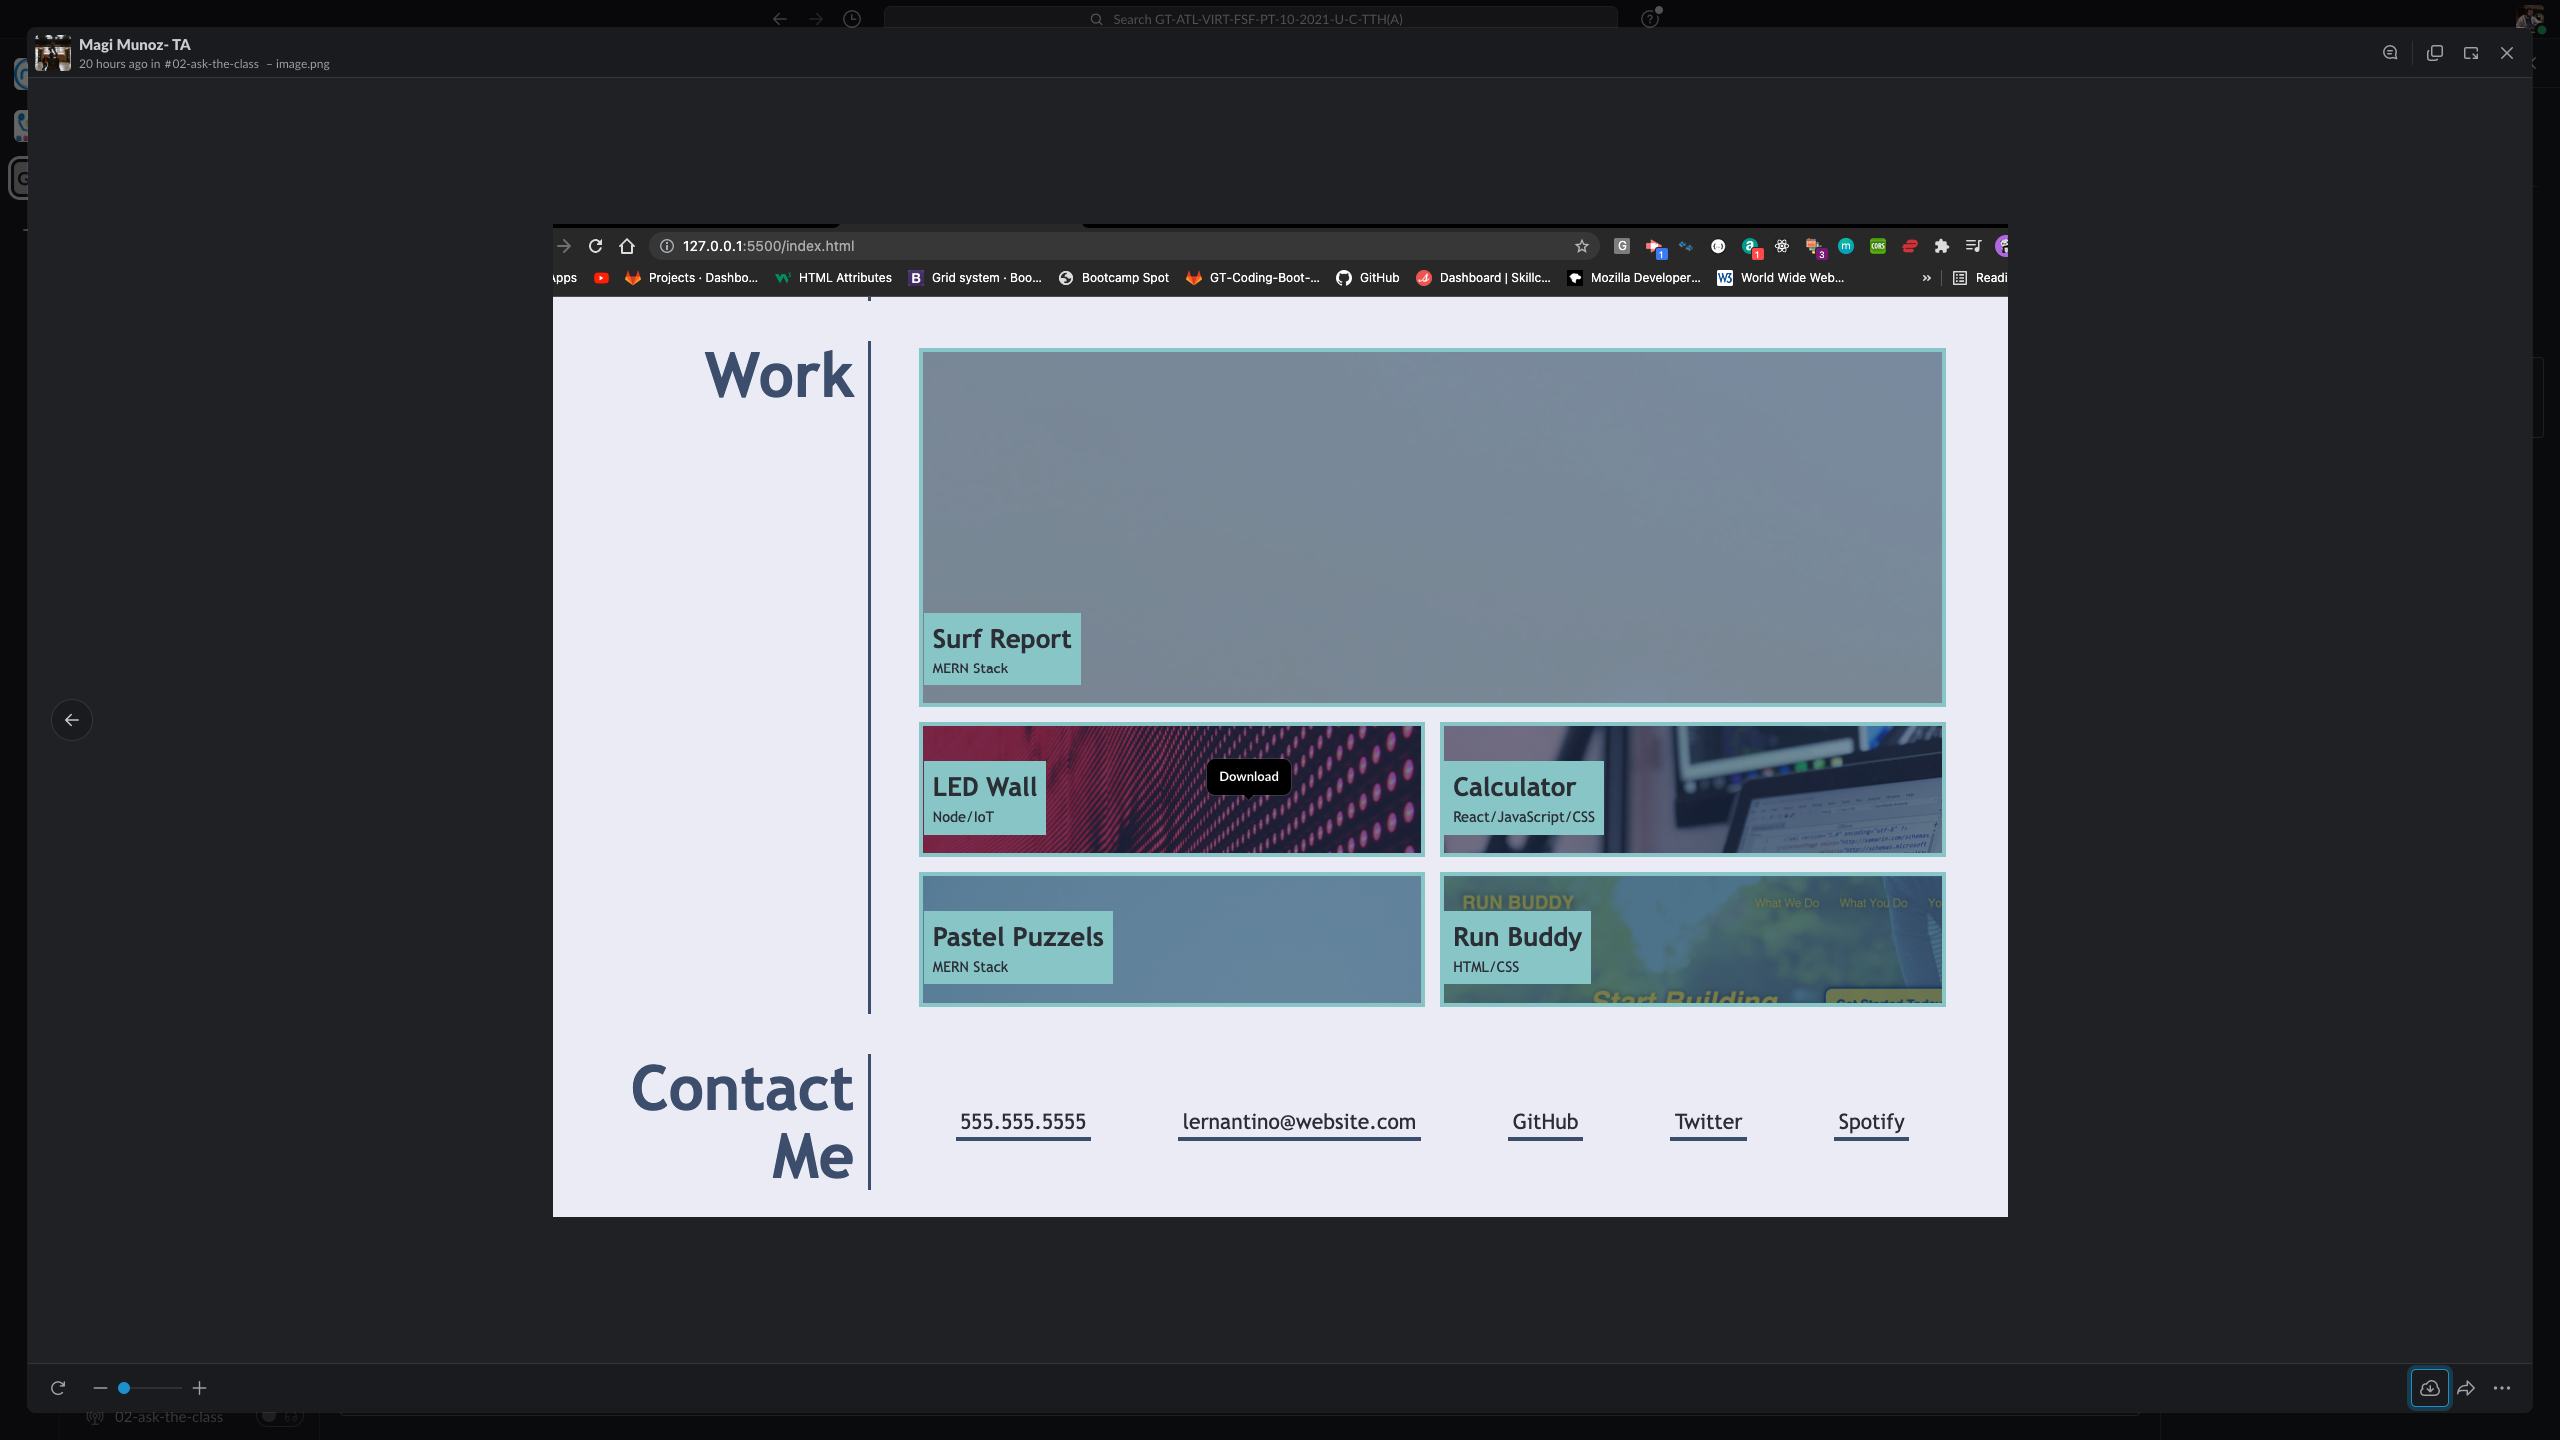 Search GT-ATL-VIRT-FSF-PT-10-2021-U-C-TTH(A)
Magi Munoz- TA
20 hours ago in #02-ask-the-class – image.png
127.0.0.1:5500/index.html
Apps
Projects · Dashbo...
HTML Attributes
Grid system · Boo...
Bootcamp Spot
GT-Coding-Boot-...
GitHub
Dashboard | Skillc...
Mozilla Developer...
World Wide Web...
»
Readi
Work
Surf Report
MERN Stack
LED Wall
Node/IoT
Download
Calculator
React/JavaScript/CSS
Pastel Puzzels
MERN Stack
RUN BUDDY
What We Do
What You Do
Yo
Run Buddy
HTML/CSS
Start Building
Get Started Today
Contact
Me
555.555.5555
lernantino@website.com
GitHub
Twitter
Spotify
02-ask-the-class